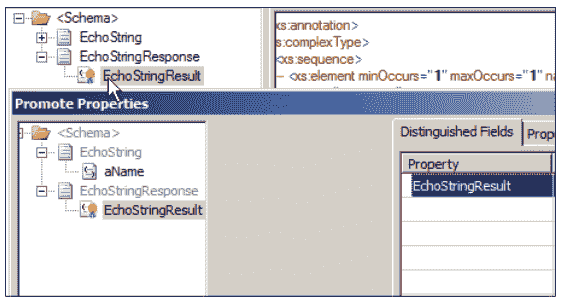 <Schema>
EchoString
EchoStringResponse
EchoStringResult
xs:annotation>
s:complexType>
<xs:sequence>
– <xs:element minOccurs="1" maxOccurs="1" na
Promote Properties
<Schema>
EchoString
aName
EchoStringResponse
EchoStringResult
Distinguished Fields
Prop
Property
EchoStringResult